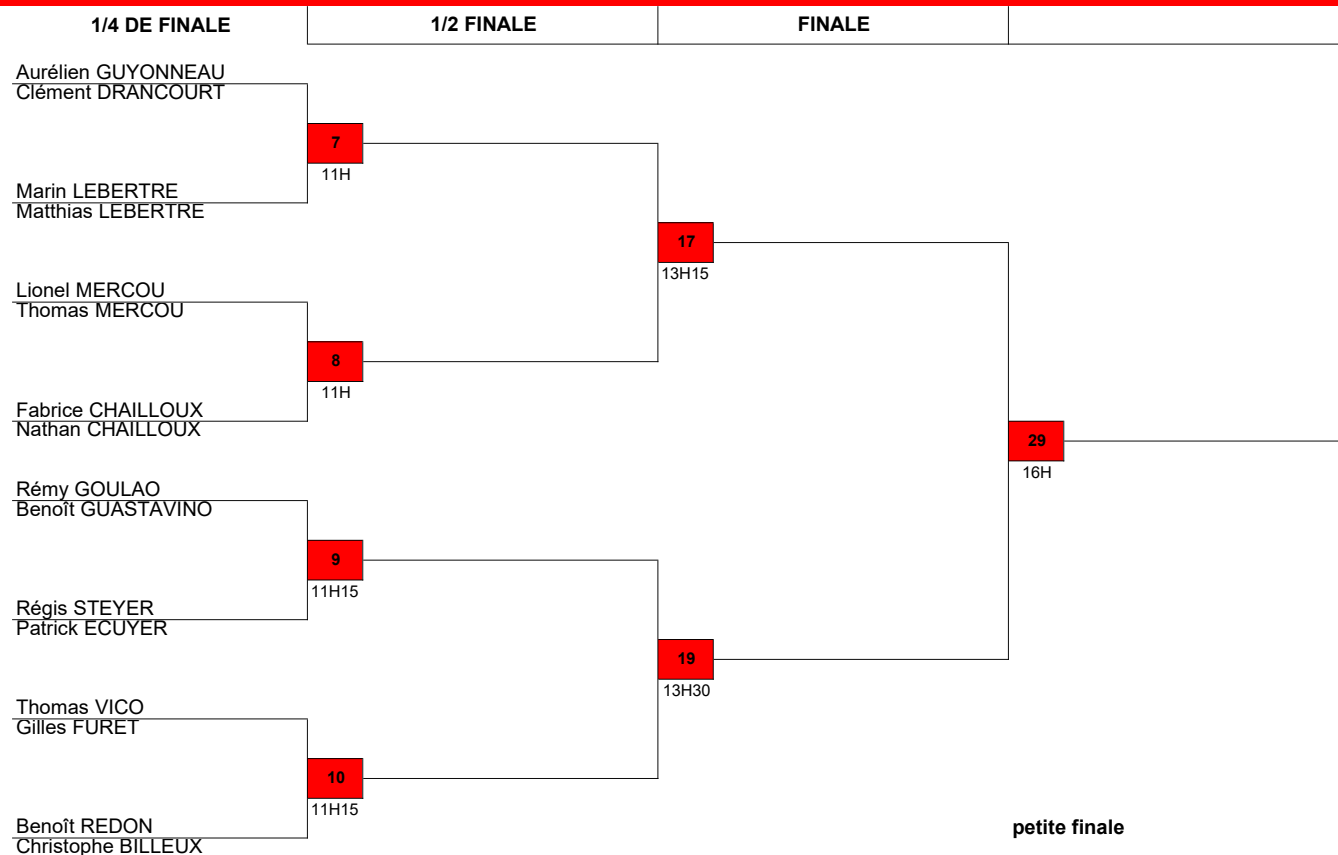 1/4 DE FINALE
1/2 FINALE
FINALE
Aurélien GUYONNEAU
Clément DRANCOURT
7
11H
Marin LEBERTRE
Matthias LEBERTRE
17
13H15
Lionel MERCOU
Thomas MERCOU
8
11H
Fabrice CHAILLOUX
Nathan CHAILLOUX
29
16H
Rémy GOULAO
Benoît GUASTAVINO
9
11H15
Régis STEYER
Patrick ECUYER
19
13H30
Thomas VICO
Gilles FURET
10
11H15
Benoît REDON
Christophe BILLEUX
petite finale